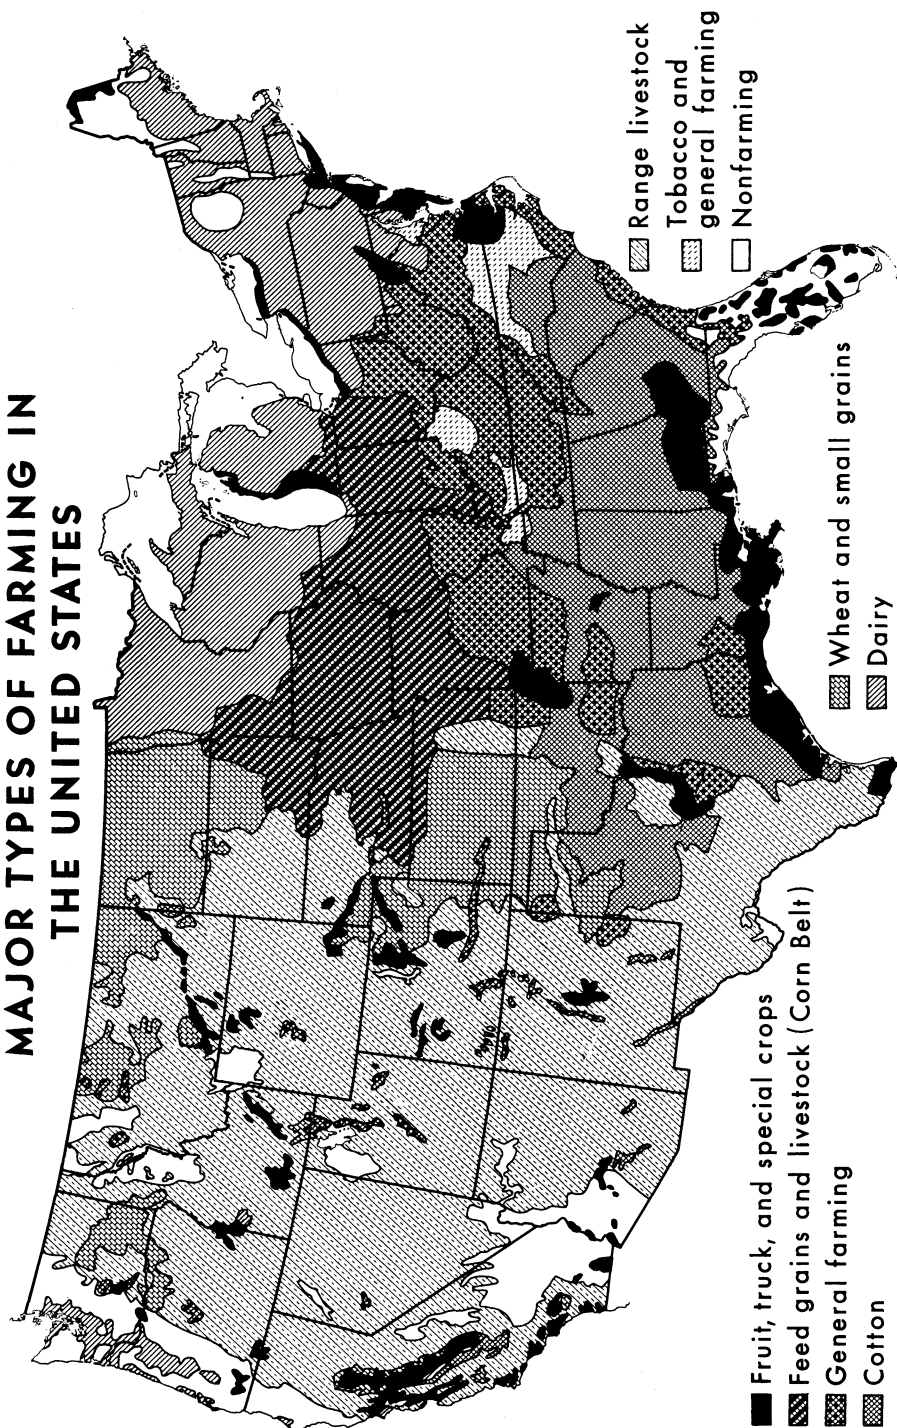 MAJOR TYPES OF FARMING IN
THE UNITED STATES
Fruit, truck, and special crops
Feed grains and livestock (Corn Belt)
General farming
Cotton
Wheat and small grains
Dairy
Range livestock
Tobacco and
general farming
Nonfarming